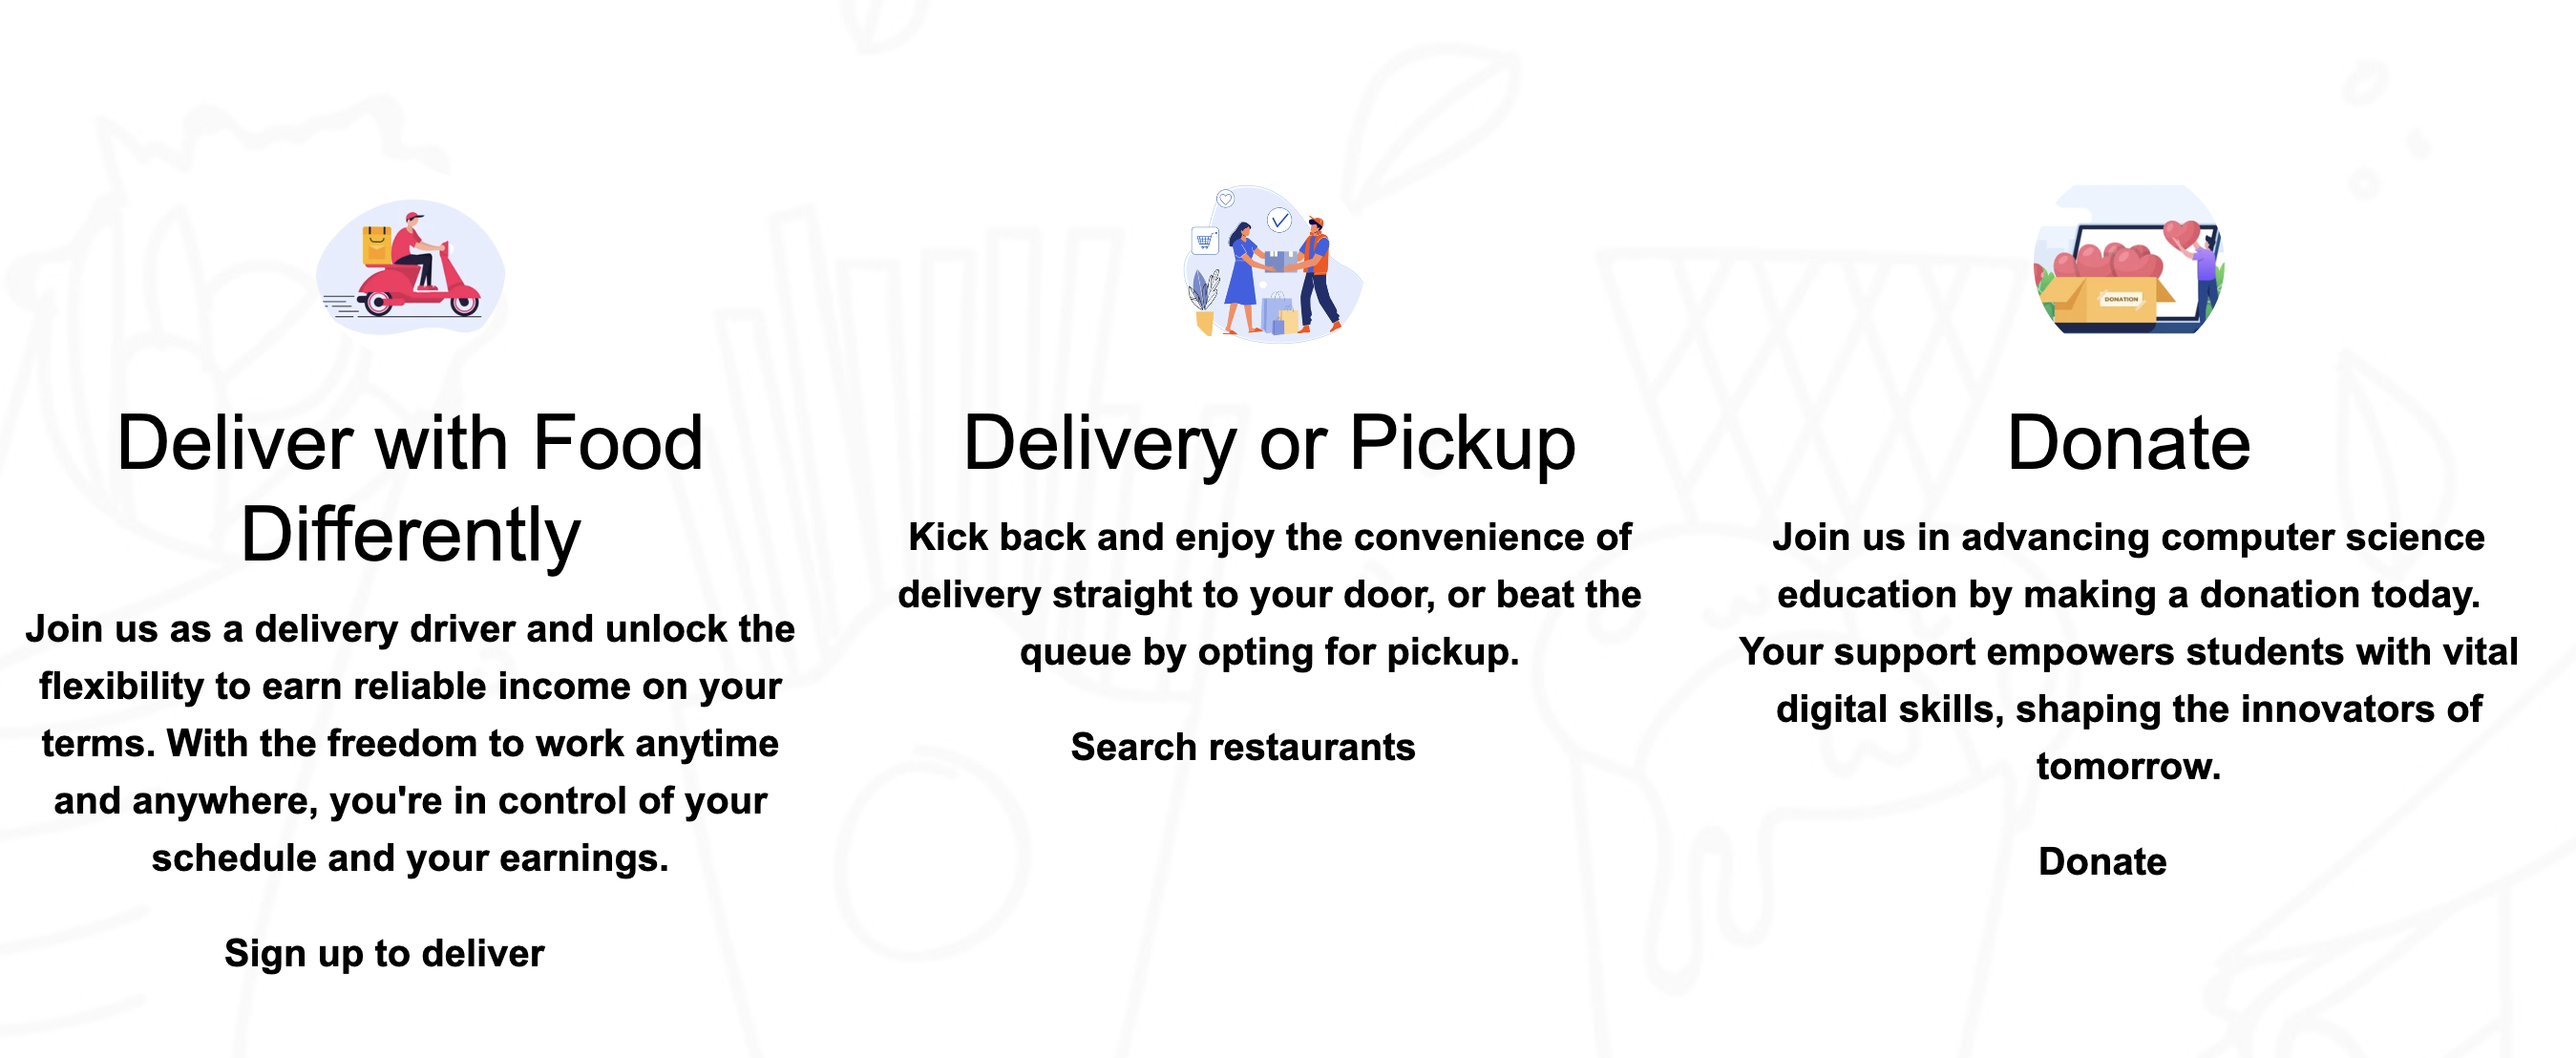 Deliver with Food
Differently
Join us as a delivery driver and unlock the
flexibility to earn reliable income on your
terms. With the freedom to work anytime
and anywhere, you're in control of your
schedule and your earnings.
Sign up to deliver
Delivery or Pickup
Kick back and enjoy the convenience of
delivery straight to your door, or beat the
queue by opting for pickup.
Search restaurants
DONATION
Donate
Join us in advancing computer science
education by making a donation today.
Your support empowers students with vital
digital skills, shaping the innovators of
tomorrow.
Donate